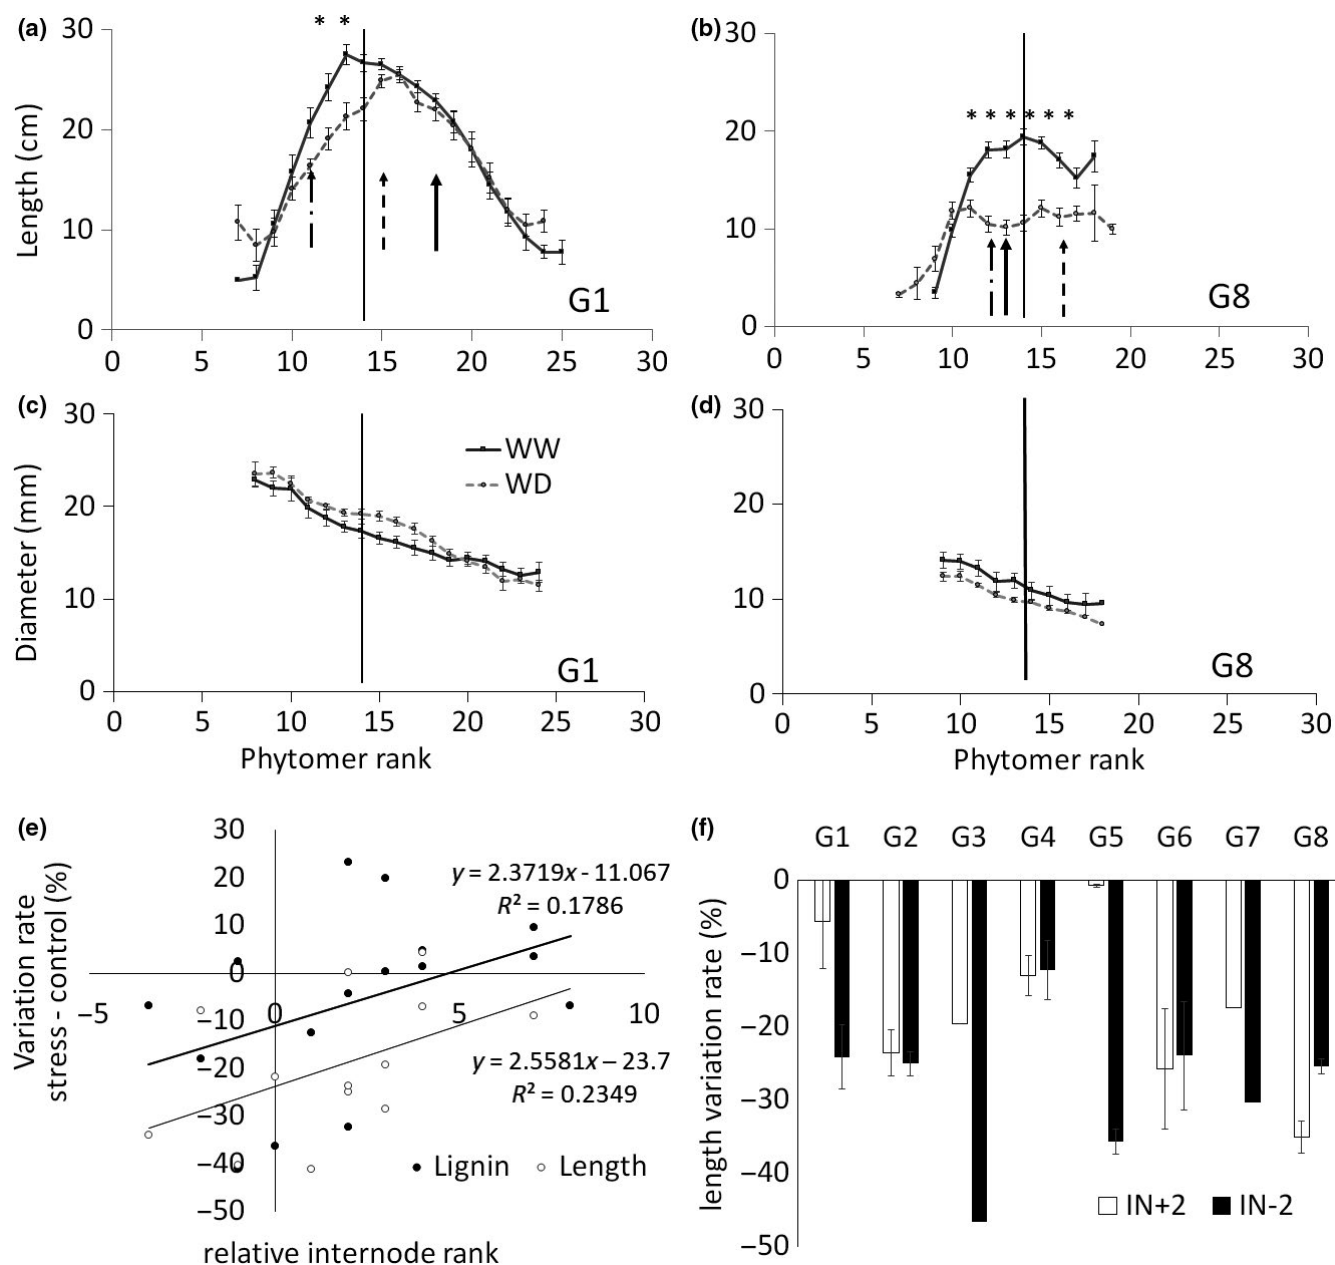 (a)
* *
30
20
10
0
0 5 10 15 20 25 30
Length (cm)
G1
(b)
* * * * * *
30
20
10
0
0 5 10 15 20 25 30
G8
(c)
30
20
10
0
0 5 10 15 20 25 30
Diameter (mm)
WW
WD
G1
Phytomer rank
(d)
30
20
10
0
0 5 10 15 20 25 30
G8
Phytomer rank
(e)
30
20
10
0
−10
−20
−30
−40
−50
−5 0 5 10
Variation rate
stress - control (%)
y = 2.3719x - 11.067
R² = 0.1786
y = 2.5581x – 23.7
R² = 0.2349
Lignin Length
relative internode rank
(f)
G1 G2 G3 G4 G5 G6 G7 G8
0
−10
−20
−30
−40
−50
length variation rate (%)
IN+2 IN-2